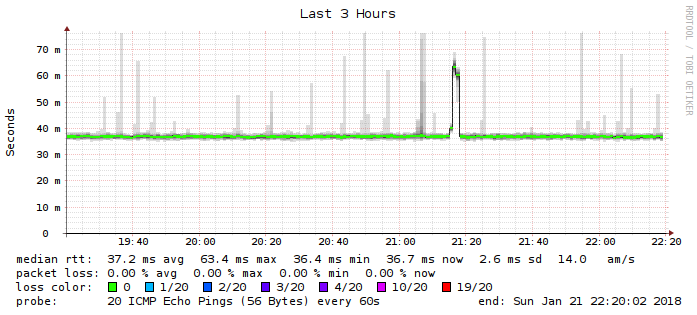 Last 3 Hours
RRDTOOL / TOBI OETIKER
Seconds
70 m
60 m
50 m
40 m
30 m
20 m
10 m
0
19:40 20:00 20:20 20:40 21:00 21:20 21:40 22:00 22:20
median rtt: 37.2 ms avg 63.4 ms max 36.4 ms min 36.7 ms now 2.6 ms sd 14.0 am/s
packet loss: 0.00 % avg 0.00 % max 0.00 % min 0.00 % now
loss color: 0 1/20 2/20 3/20 4/20 10/20 19/20
probe: 20 ICMP Echo Pings (56 Bytes) every 60s end: Sun Jan 21 22:20:02 2018